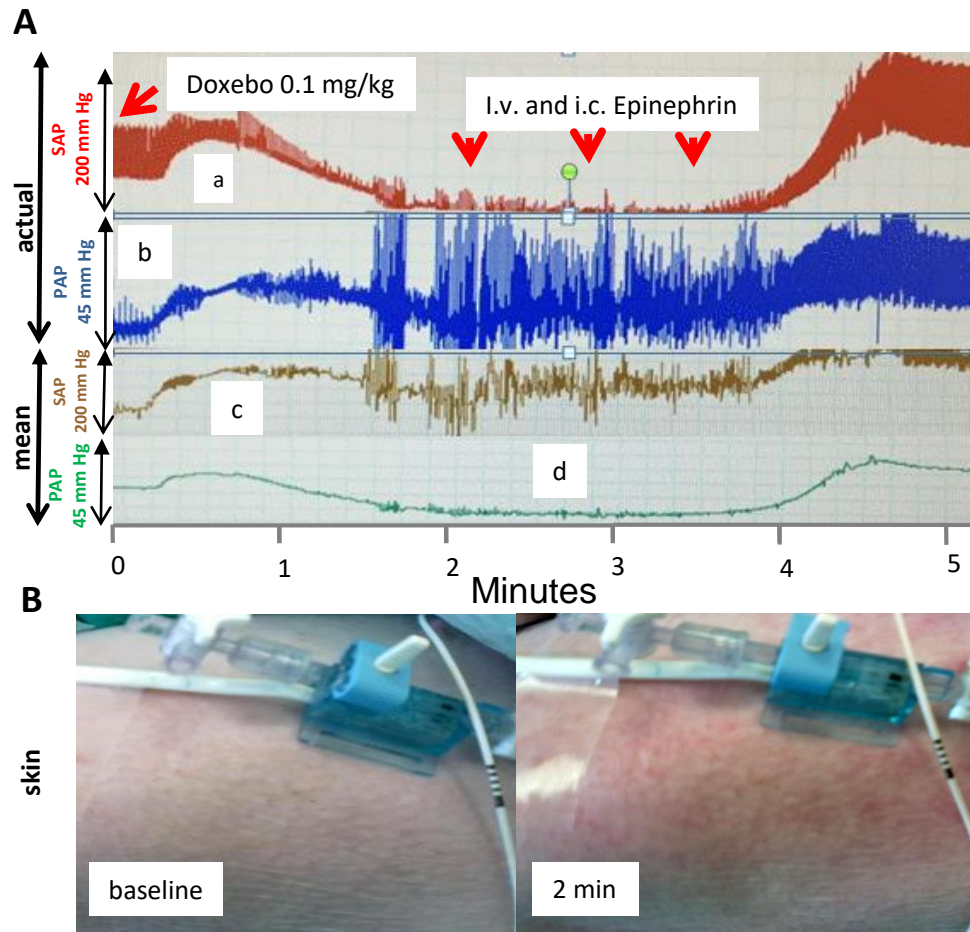 A
Doxebo 0.1 mg/kg
I.v. and i.c. Epinephrin
actual
SAP
200 mm Hg
a
PAP
45 mm Hg
b
mean
SAP
200 mm Hg
c
PAP
45 mm Hg
d
0 1 2 3 4 5
Minutes
B
skin
baseline
2 min